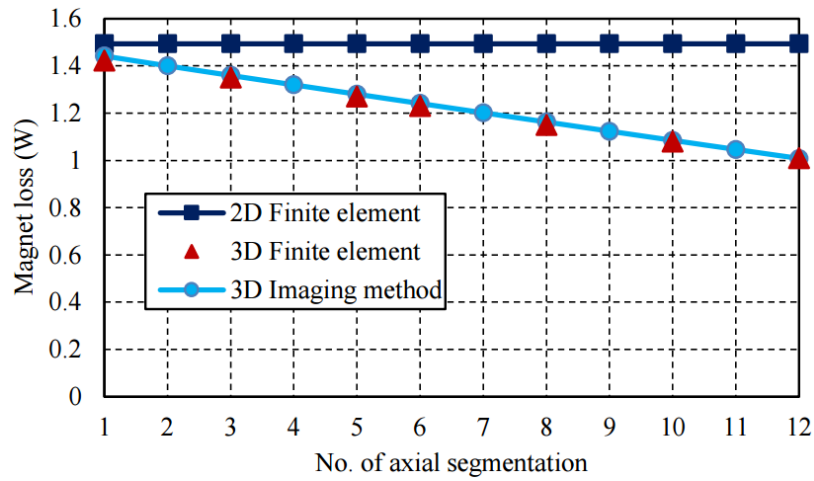 1.6
1.4
1.2
1
0.8
0.6
0.4
0.2
0
Magnet loss (W)
2D Finite element
3D Finite element
3D Imaging method
1 2 3 4 5 6 7 8 9 10 11 12
No. of axial segmentation